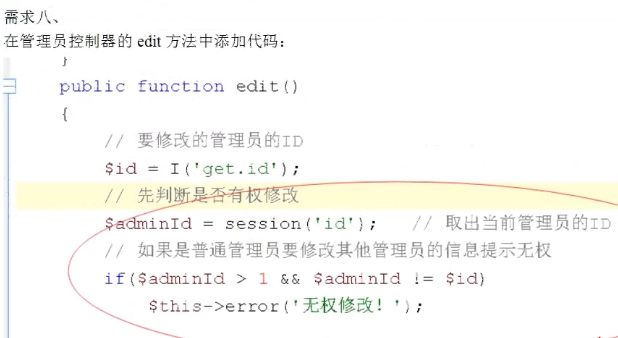 需求八、
在管理员控制器的 edit 方法中添加代码：
}
public function edit()
{
// 要修改的管理员的ID
$id = I('get.id');
// 先判断是否有权修改
$adminId = session('id'); // 取出当前管理员的ID
// 如果是普通管理员要修改其他管理员的信息提示无权
if($adminId > 1 && $adminId != $id)
$this->error('无权修改！');